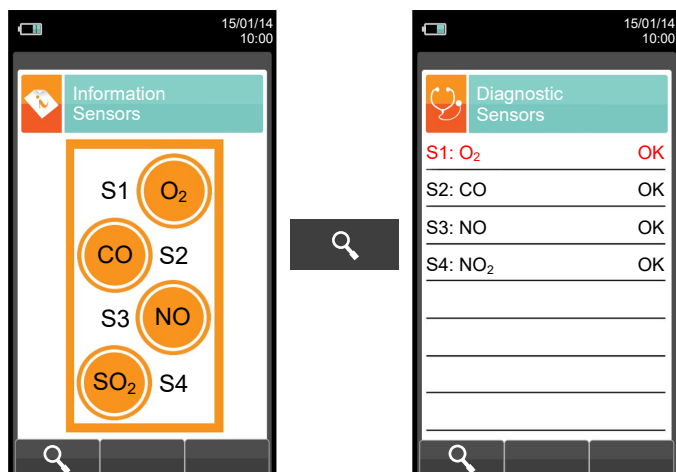 15/01/14
10:00
Information
Sensors
S1 O₂
CO S2
S3 NO
SO₂ S4
15/01/14
10:00
Diagnostic
Sensors
S1: O₂ OK
S2: CO OK
S3: NO OK
S4: NO₂ OK